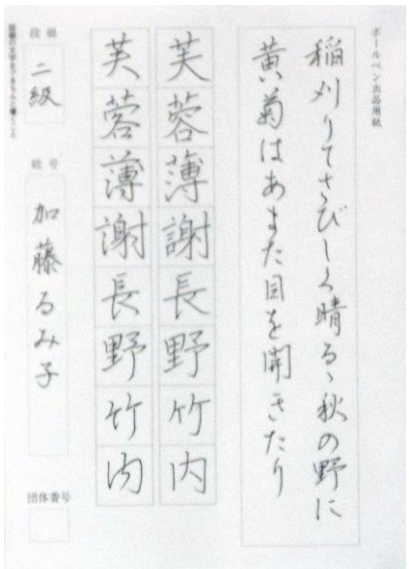 ボールペン出品用紙
稲刈りてさびしく晴るゝ秋の野に
黄菊はあまた目を開きたり
芙蓉薄謝長野竹内
芙蓉薄謝長野竹内
段級
二級
雅号
加藤るみ子
団体番号